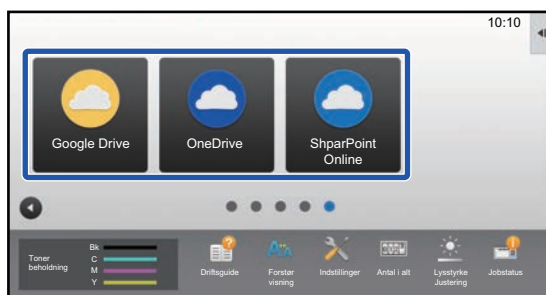 10:10
Google Drive
OneDrive
ShparPoint
Online
Toner
beholdning
Bk
C
M
Y
Driftsguide
Forstør
visning
Indstillinger
Antal i alt
Lysstyrke
Justering
Jobstatus